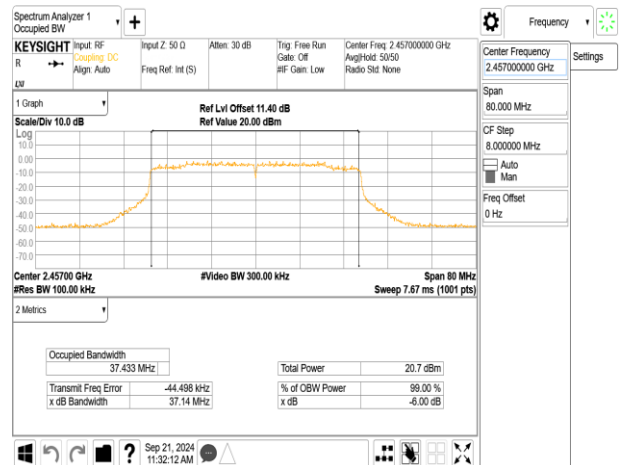 Spectrum Analyzer 1
Occupied BW
Frequency
KEYSIGHT
R
LXI
Input: RF
Coupling: DC
Align: Auto
Input Z: 50 Ω
Freq Ref: Int (S)
Atten: 30 dB
Trig: Free Run
Gate: Off
#IF Gain: Low
Center Freq: 2.457000000 GHz
Avg|Hold: 50/50
Radio Std: None
Center Frequency
2.457000000 GHz
Settings
Span
80.000 MHz
CF Step
8.000000 MHz
Auto
Man
Freq Offset
0 Hz
1 Graph
Scale/Div 10.0 dB
Ref Lvl Offset 11.40 dB
Ref Value 20.00 dBm
Log
10.0
0.00
-10.0
-20.0
-30.0
-40.0
-50.0
-60.0
-70.0
Center 2.45700 GHz
#Res BW 100.00 kHz
#Video BW 300.00 kHz
Span 80 MHz
Sweep 7.67 ms (1001 pts)
2 Metrics
Occupied Bandwidth
37.433 MHz
Transmit Freq Error -44.498 kHz
x dB Bandwidth 37.14 MHz
Total Power 20.7 dBm
% of OBW Power 99.00 %
x dB -6.00 dB
?
Sep 21, 2024
11:32:12 AM